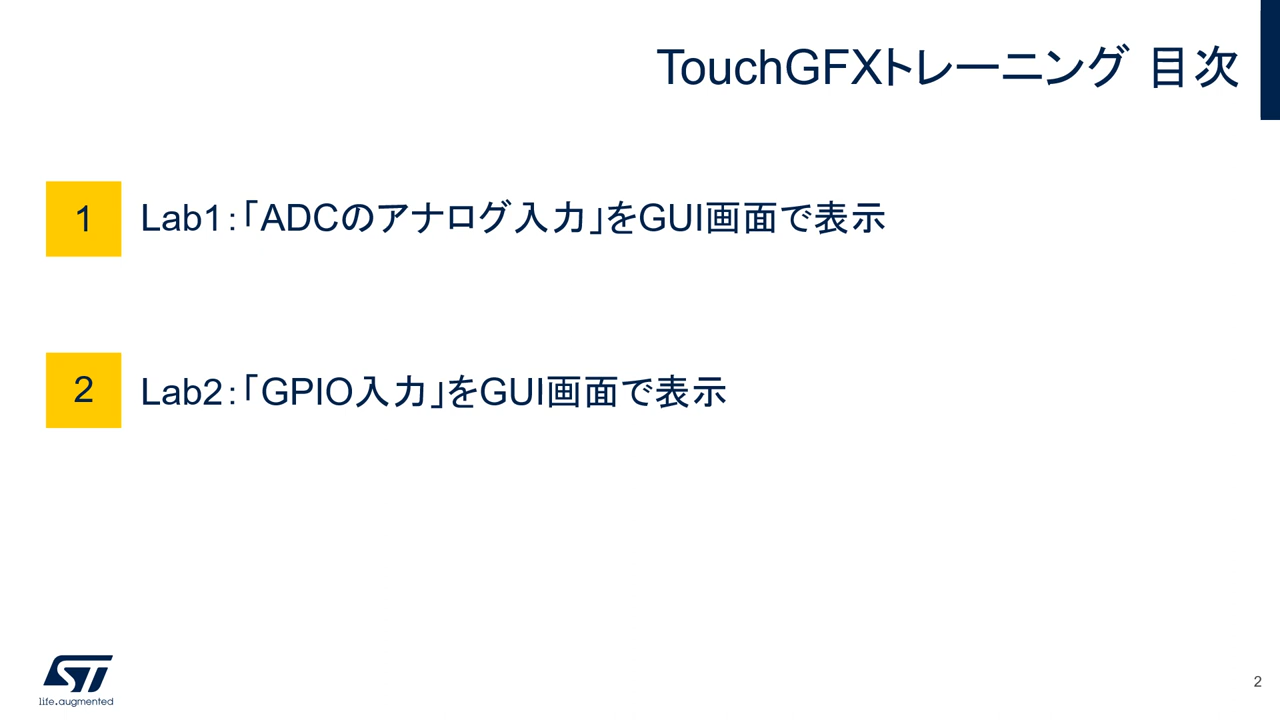 TouchGFXトレーニング 目次
1
Lab1:「ADCのアナログ入力」をGUI画面で表示
2
Lab2:「GPIO入力」をGUI画面で表示
ST
life.augmented
2